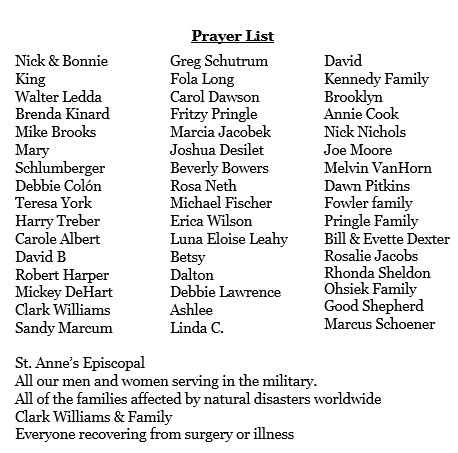 Prayer List
Nick & Bonnie
King
Walter Ledda
Brenda Kinard
Mike Brooks
Mary
Schlumberger
Debbie Colón
Teresa York
Harry Treber
Carole Albert
David B
Robert Harper
Mickey DeHart
Clark Williams
Sandy Marcum
Greg Schutrum
Fola Long
Carol Dawson
Fritzy Pringle
Marcia Jacobek
Joshua Desilet
Beverly Bowers
Rosa Neth
Michael Fischer
Erica Wilson
Luna Eloise Leahy
Betsy
Dalton
Debbie Lawrence
Ashlee
Linda C.
David
Kennedy Family
Brooklyn
Annie Cook
Nick Nichols
Joe Moore
Melvin VanHorn
Dawn Pitkins
Fowler family
Pringle Family
Bill & Evette Dexter
Rosalie Jacobs
Rhonda Sheldon
Ohsiek Family
Good Shepherd
Marcus Schoener
St. Anne’s Episcopal
All our men and women serving in the military.
All of the families affected by natural disasters worldwide
Clark Williams & Family
Everyone recovering from surgery or illness